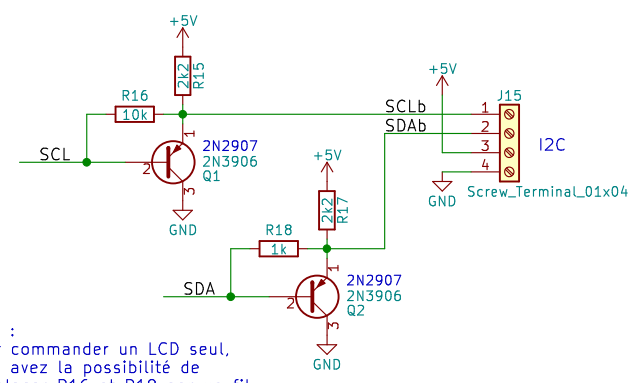 +5V
R15
2k2
R16
10k
SCL
1
2
3
2N2907
2N3906
Q1
GND
+5V
R17
2k2
R18
1k
SDA
1
2
3
2N2907
2N3906
Q2
GND
+5V
SCLb
SDAb
GND
J15
1
2
3
4
I2C
Screw_Terminal_01x04
:
commander un LCD seul,
avez la possibilité de